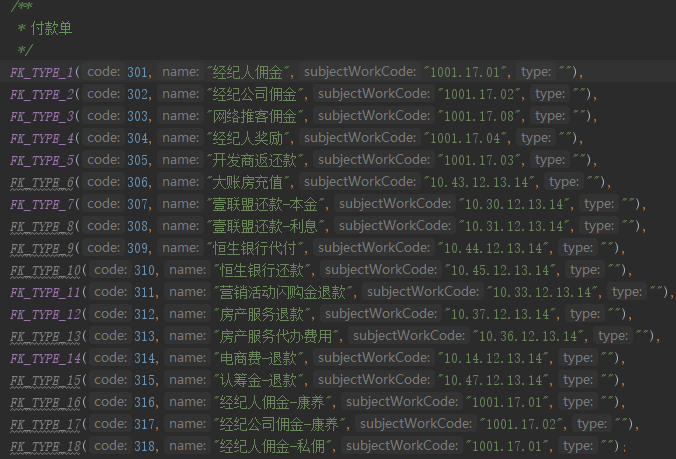 /**
* 付款单
*/
FK_TYPE_1( code: 301, name: "经纪人佣金", subjectWorkCode: "1001.17.01", type: ""),
FK_TYPE_2( code: 302, name: "经纪公司佣金", subjectWorkCode: "1001.17.02", type: ""),
FK_TYPE_3( code: 303, name: "网络推客佣金", subjectWorkCode: "1001.17.08", type: ""),
FK_TYPE_4( code: 304, name: "经纪人奖励", subjectWorkCode: "1001.17.04", type: ""),
FK_TYPE_5( code: 305, name: "开发商返还款", subjectWorkCode: "1001.17.03", type: ""),
FK_TYPE_6( code: 306, name: "大账房充值", subjectWorkCode: "10.43.12.13.14", type: ""),
FK_TYPE_7( code: 307, name: "壹联盟还款-本金", subjectWorkCode: "10.30.12.13.14", type: ""),
FK_TYPE_8( code: 308, name: "壹联盟还款-利息", subjectWorkCode: "10.31.12.13.14", type: ""),
FK_TYPE_9( code: 309, name: "恒生银行代付", subjectWorkCode: "10.44.12.13.14", type: ""),
FK_TYPE_10( code: 310, name: "恒生银行还款", subjectWorkCode: "10.45.12.13.14", type: ""),
FK_TYPE_11( code: 311, name: "营销活动闪购金退款", subjectWorkCode: "10.33.12.13.14", type: ""),
FK_TYPE_12( code: 312, name: "房产服务退款", subjectWorkCode: "10.37.12.13.14", type: ""),
FK_TYPE_13( code: 313, name: "房产服务代办费用", subjectWorkCode: "10.36.12.13.14", type: ""),
FK_TYPE_14( code: 314, name: "电商费-退款", subjectWorkCode: "10.14.12.13.14", type: ""),
FK_TYPE_15( code: 315, name: "认筹金-退款", subjectWorkCode: "10.47.12.13.14", type: ""),
FK_TYPE_16( code: 316, name: "经纪人佣金-康养", subjectWorkCode: "1001.17.01", type: ""),
FK_TYPE_17( code: 317, name: "经纪公司佣金-康养", subjectWorkCode: "1001.17.02", type: ""),
FK_TYPE_18( code: 318, name: "经纪人佣金-私佣", subjectWorkCode: "1001.17.01", type: "");